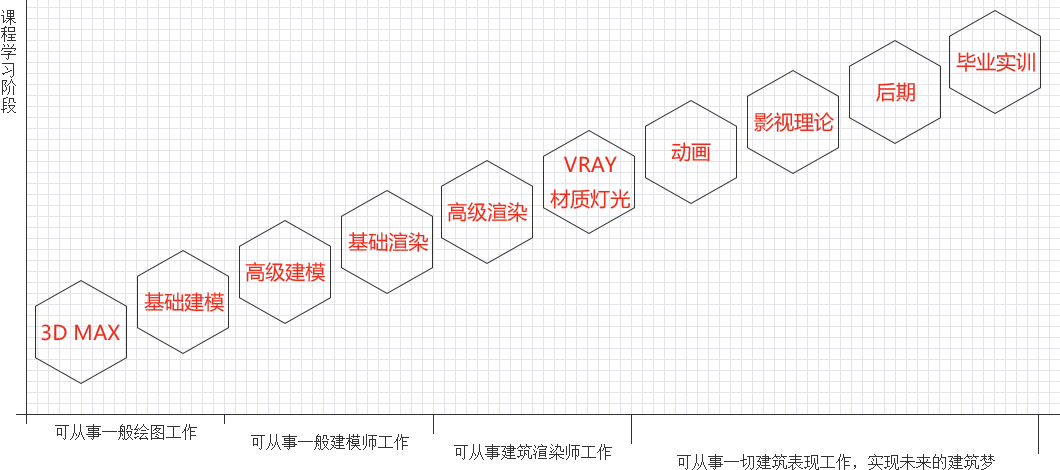 课程学习阶段
毕业实训
后期
影视理论
动画
VRAY
材质灯光
高级渲染
基础渲染
高级建模
基础建模
3D MAX
可从事一般绘图工作
可从事一般建模师工作
可从事建筑渲染师工作
可从事一切建筑表现工作，实现未来的建筑梦